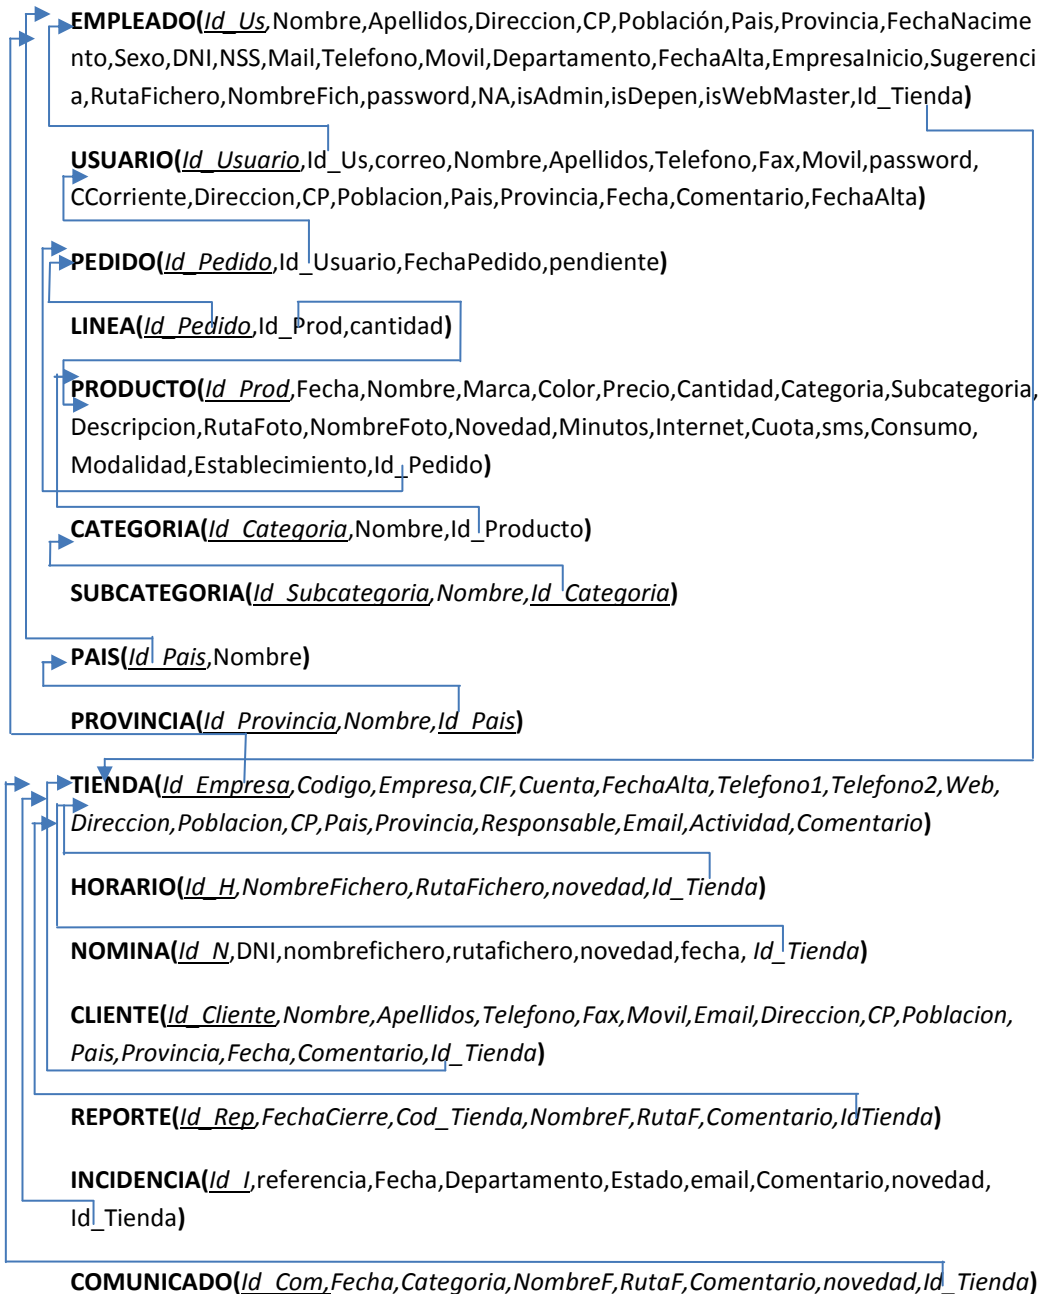 EMPLEADO(Id_Us,Nombre,Apellidos,Direccion,CP,Población,Pais,Provincia,FechaNacime
nto,Sexo,DNI,NSS,Mail,Telefono,Movil,Departamento,FechaAlta,EmpresaInicio,Sugerenci
a,RutaFichero,NombreFich,password,NA,isAdmin,isDepen,isWebMaster,Id_Tienda)
USUARIO(Id_Usuario,Id_Us,correo,Nombre,Apellidos,Telefono,Fax,Movil,password,
CCorriente,Direccion,CP,Poblacion,Pais,Provincia,Fecha,Comentario,FechaAlta)
PEDIDO(Id_Pedido,Id_Usuario,FechaPedido,pendiente)
LINEA(Id_Pedido,Id_Prod,cantidad)
PRODUCTO(Id_Prod,Fecha,Nombre,Marca,Color,Precio,Cantidad,Categoria,Subcategoria,
Descripcion,RutaFoto,NombreFoto,Novedad,Minutos,Internet,Cuota,sms,Consumo,
Modalidad,Establecimiento,Id_Pedido)
CATEGORIA(Id_Categoria,Nombre,Id_Producto)
SUBCATEGORIA(Id_Subcategoria,Nombre,Id_Categoria)
PAIS(Id_Pais,Nombre)
PROVINCIA(Id_Provincia,Nombre,Id_Pais)
TIENDA(Id_Empresa,Codigo,Empresa,CIF,Cuenta,FechaAlta,Telefono1,Telefono2,Web,
Direccion,Poblacion,CP,Pais,Provincia,Responsable,Email,Actividad,Comentario)
HORARIO(Id_H,NombreFichero,RutaFichero,novedad,Id_Tienda)
NOMINA(Id_N,DNI,nombrefichero,rutafichero,novedad,fecha, Id_Tienda)
CLIENTE(Id_Cliente,Nombre,Apellidos,Telefono,Fax,Movil,Email,Direccion,CP,Poblacion,
Pais,Provincia,Fecha,Comentario,Id_Tienda)
REPORTE(Id_Rep,FechaCierre,Cod_Tienda,NombreF,RutaF,Comentario,IdTienda)
INCIDENCIA(Id_I,referencia,Fecha,Departamento,Estado,email,Comentario,novedad,
Id_Tienda)
COMUNICADO(Id_Com,Fecha,Categoria,NombreF,RutaF,Comentario,novedad,Id_Tienda)